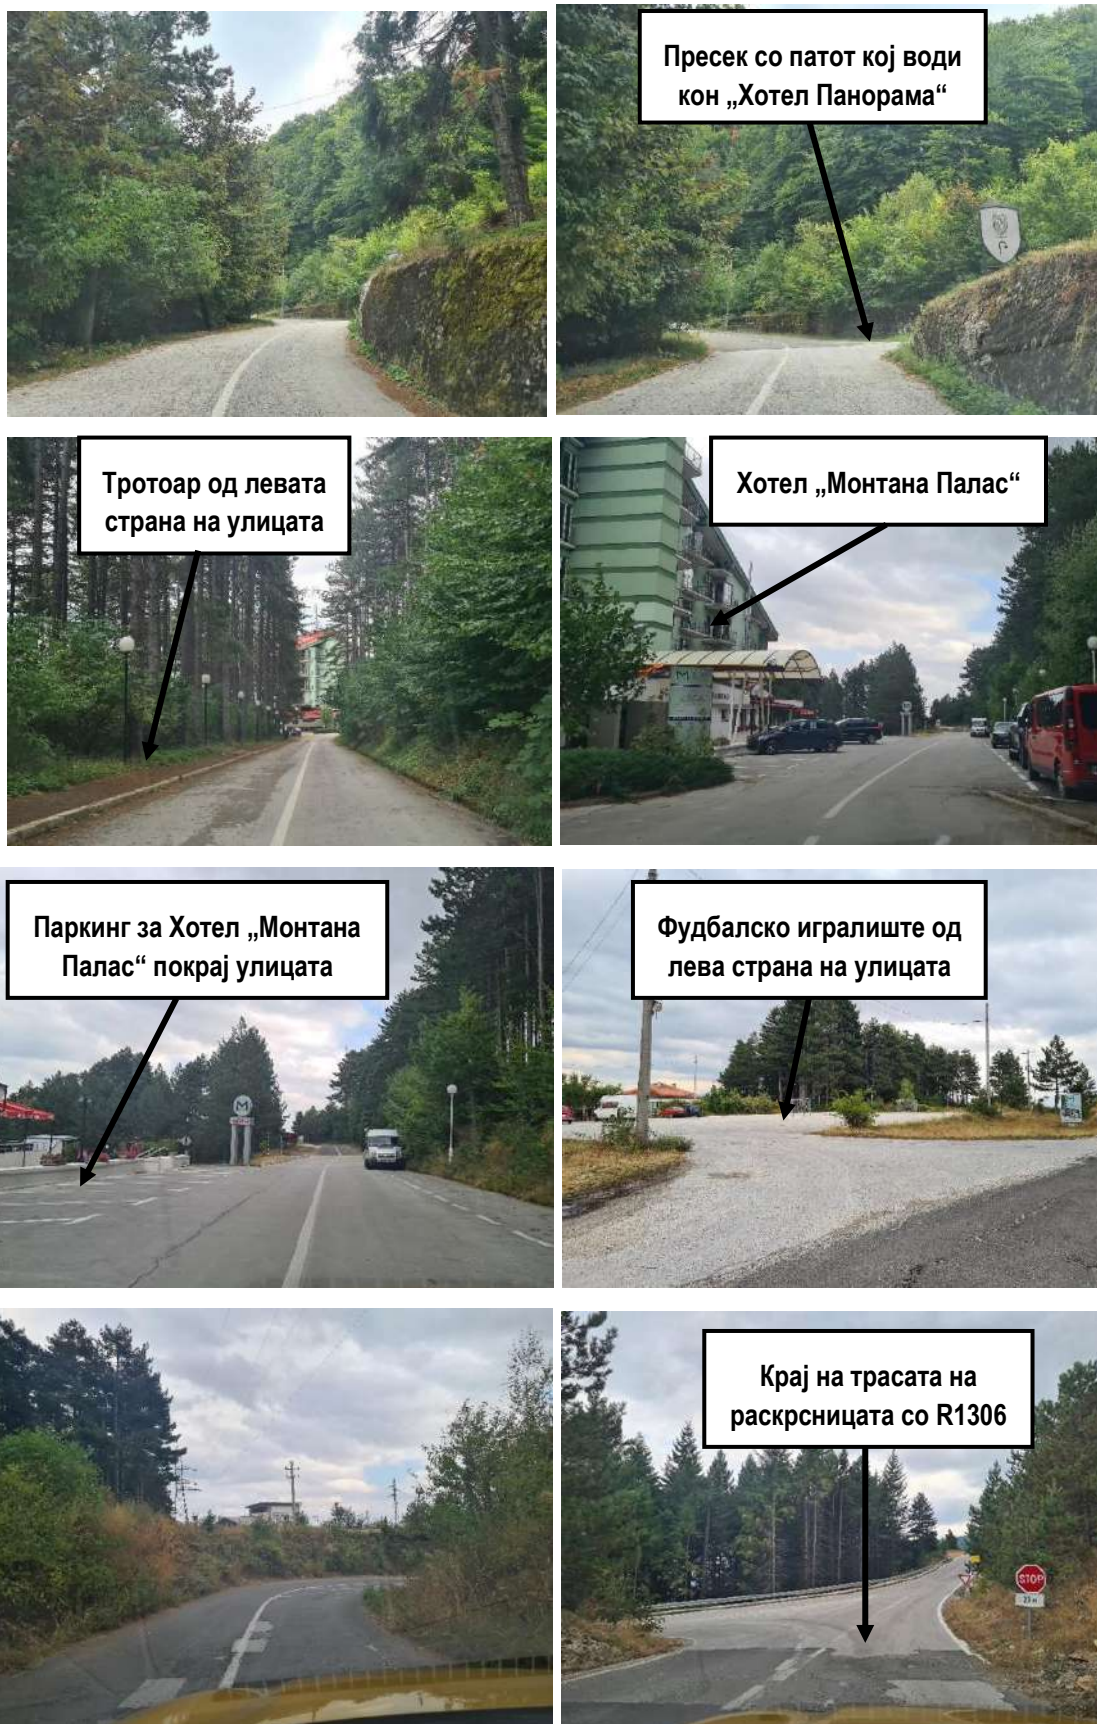 Пресек со патот кој води
кон „Хотел Панорама“
Тротоар од левата
страна на улицата
Хотел „Монтана Палас“
M
Паркинг за Хотел „Монтана
Палас“ покрај улицата
M
Фудбалско игралиште од
лева страна на улицата
Крај на трасата на
раскрсницата со R1306
STOP